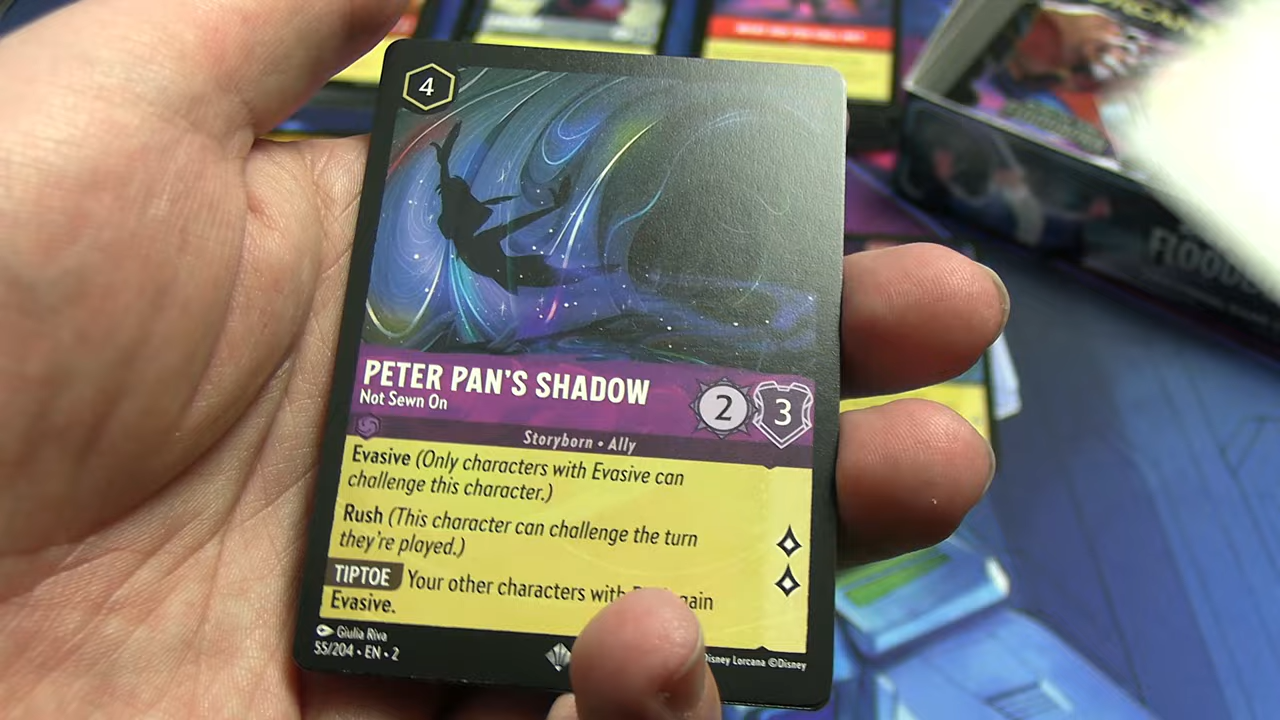 4
PETER PAN'S SHADOW
Not Sewn On
2
3
Storyborn • Ally
Evasive (Only characters with Evasive can
challenge this character.)
Rush (This character can challenge the turn
they're played.)
TIPTOE Your other characters with
Evasive.
Giulia Riva
55/204 • EN • 2
Disney Lorcana ©Disney